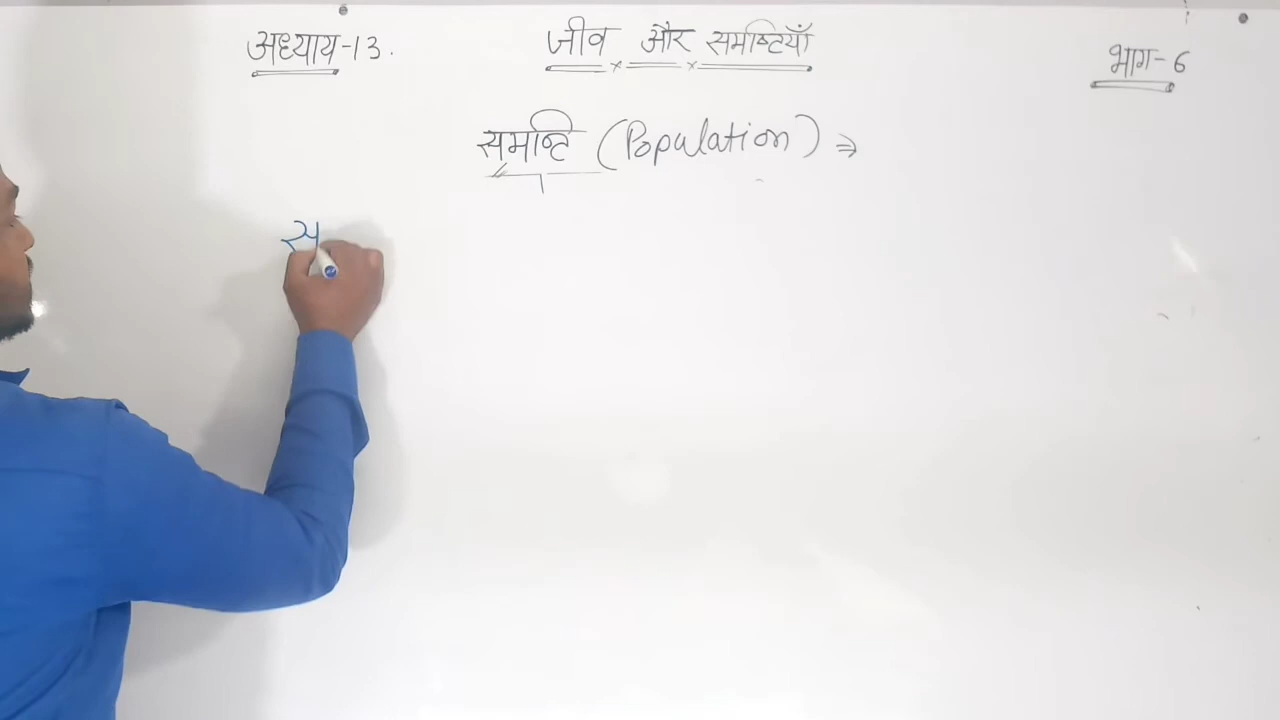 अध्याय-13.
जीव और समष्टियाँ
भाग-6
समष्टि (Population) ⇒